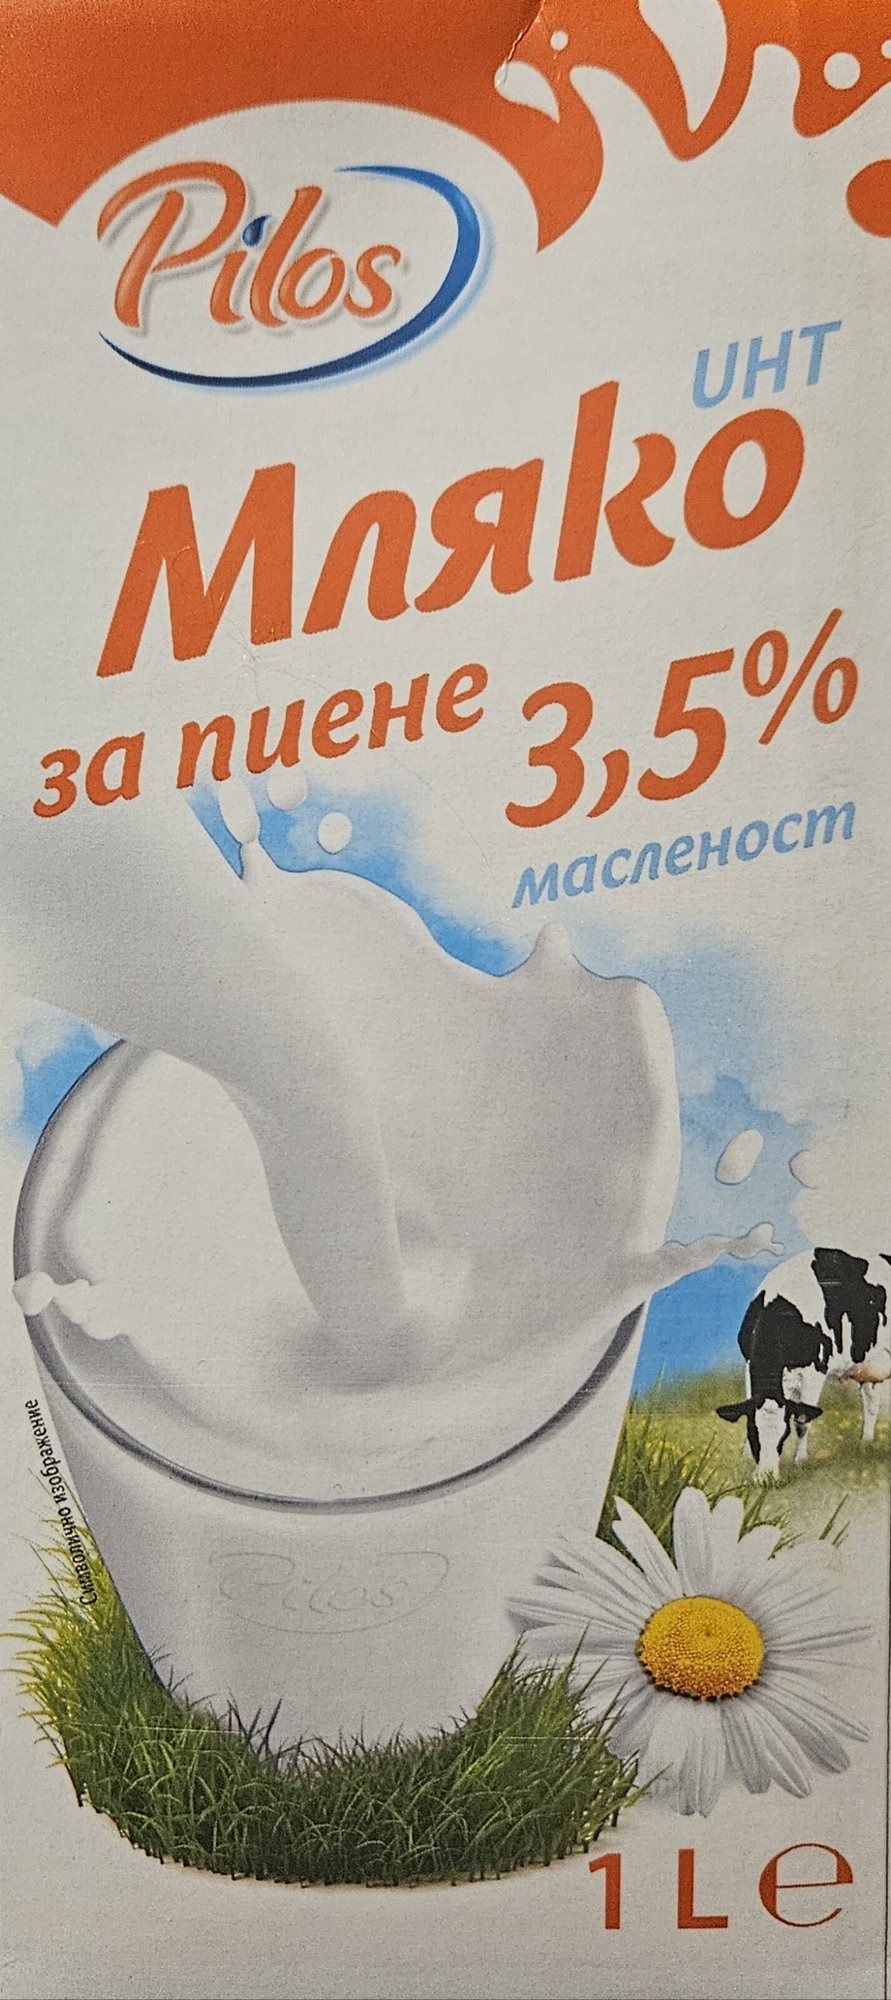 Pilos
UHT
Мляко
за пиене
3,5%
масленост
Символично изображение
Pilos
1 L ℮